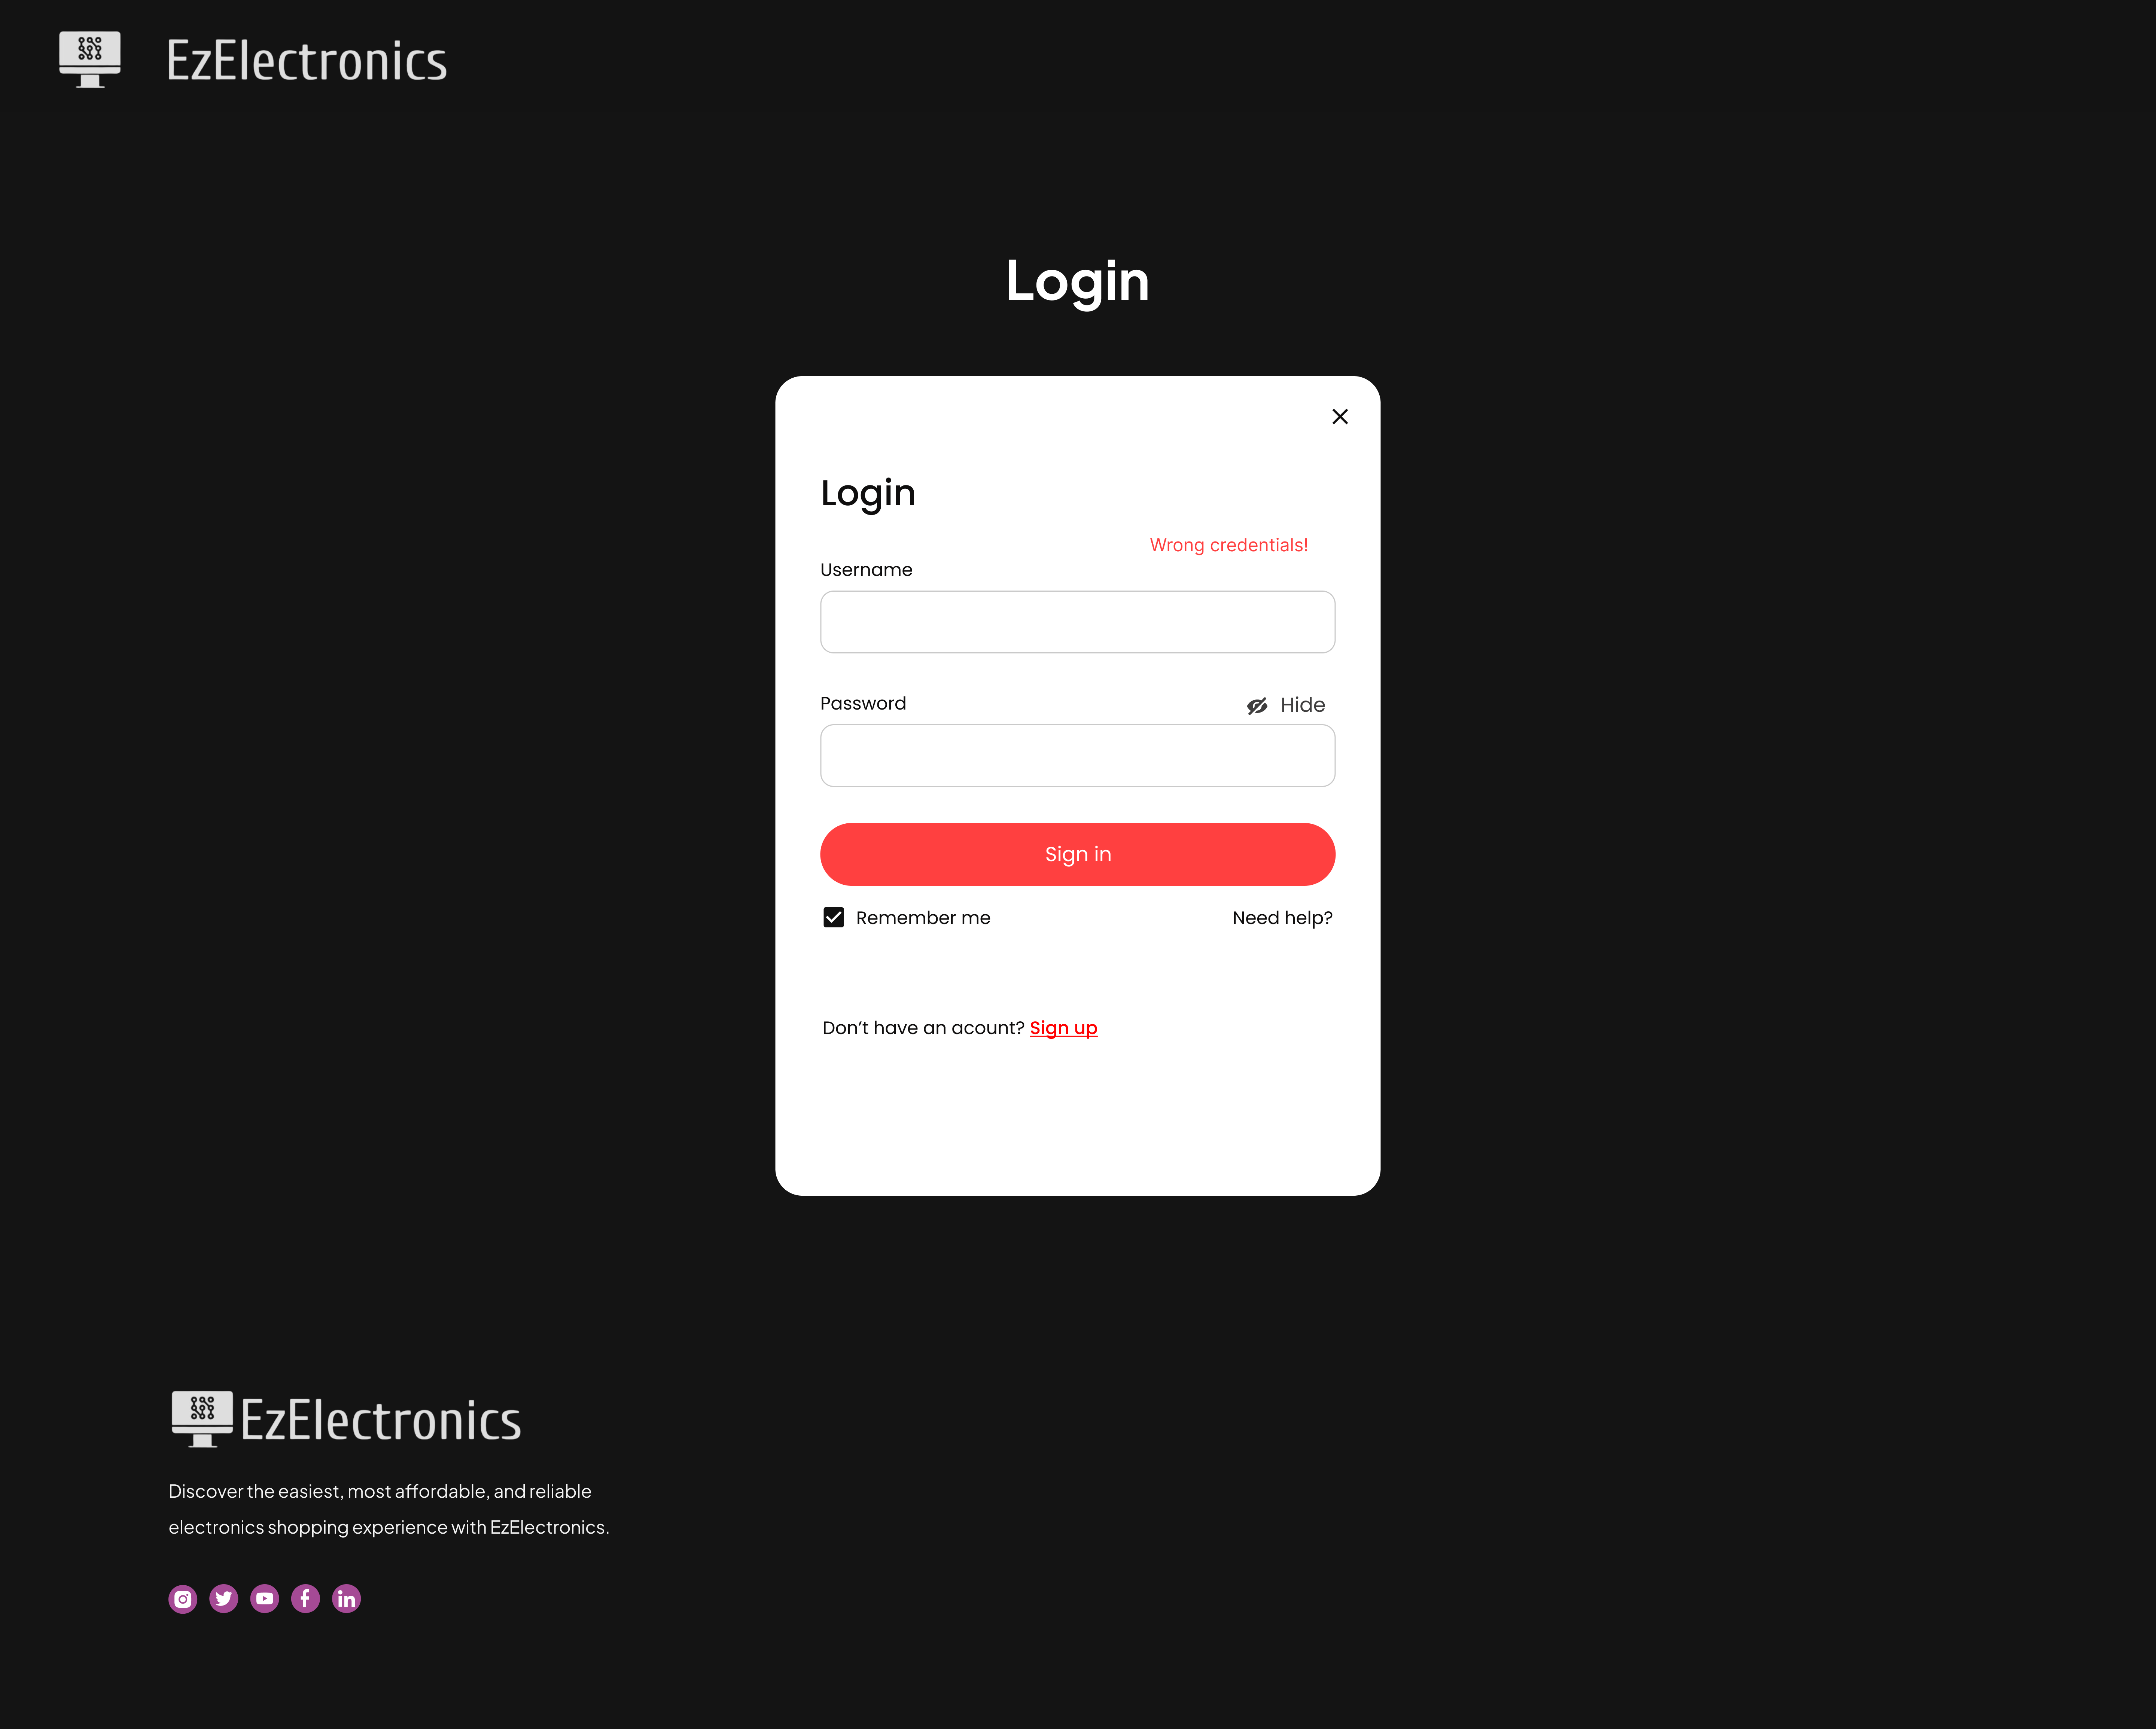 EzElectronics
Login
Login
Wrong credentials!
Username
Password
Hide
Sign in
Remember me
Need help?
Don’t have an acount? Sign up
EzElectronics
Discover the easiest, most affordable, and reliable
electronics shopping experience with EzElectronics.